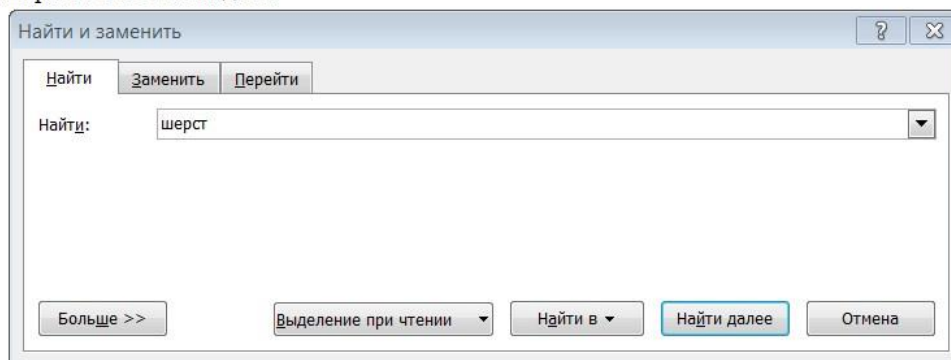 Найти и заменить
Найти Заменить Перейти
Найти: шерст
Больше >> Выделение при чтении Найти в Найти далее Отмена